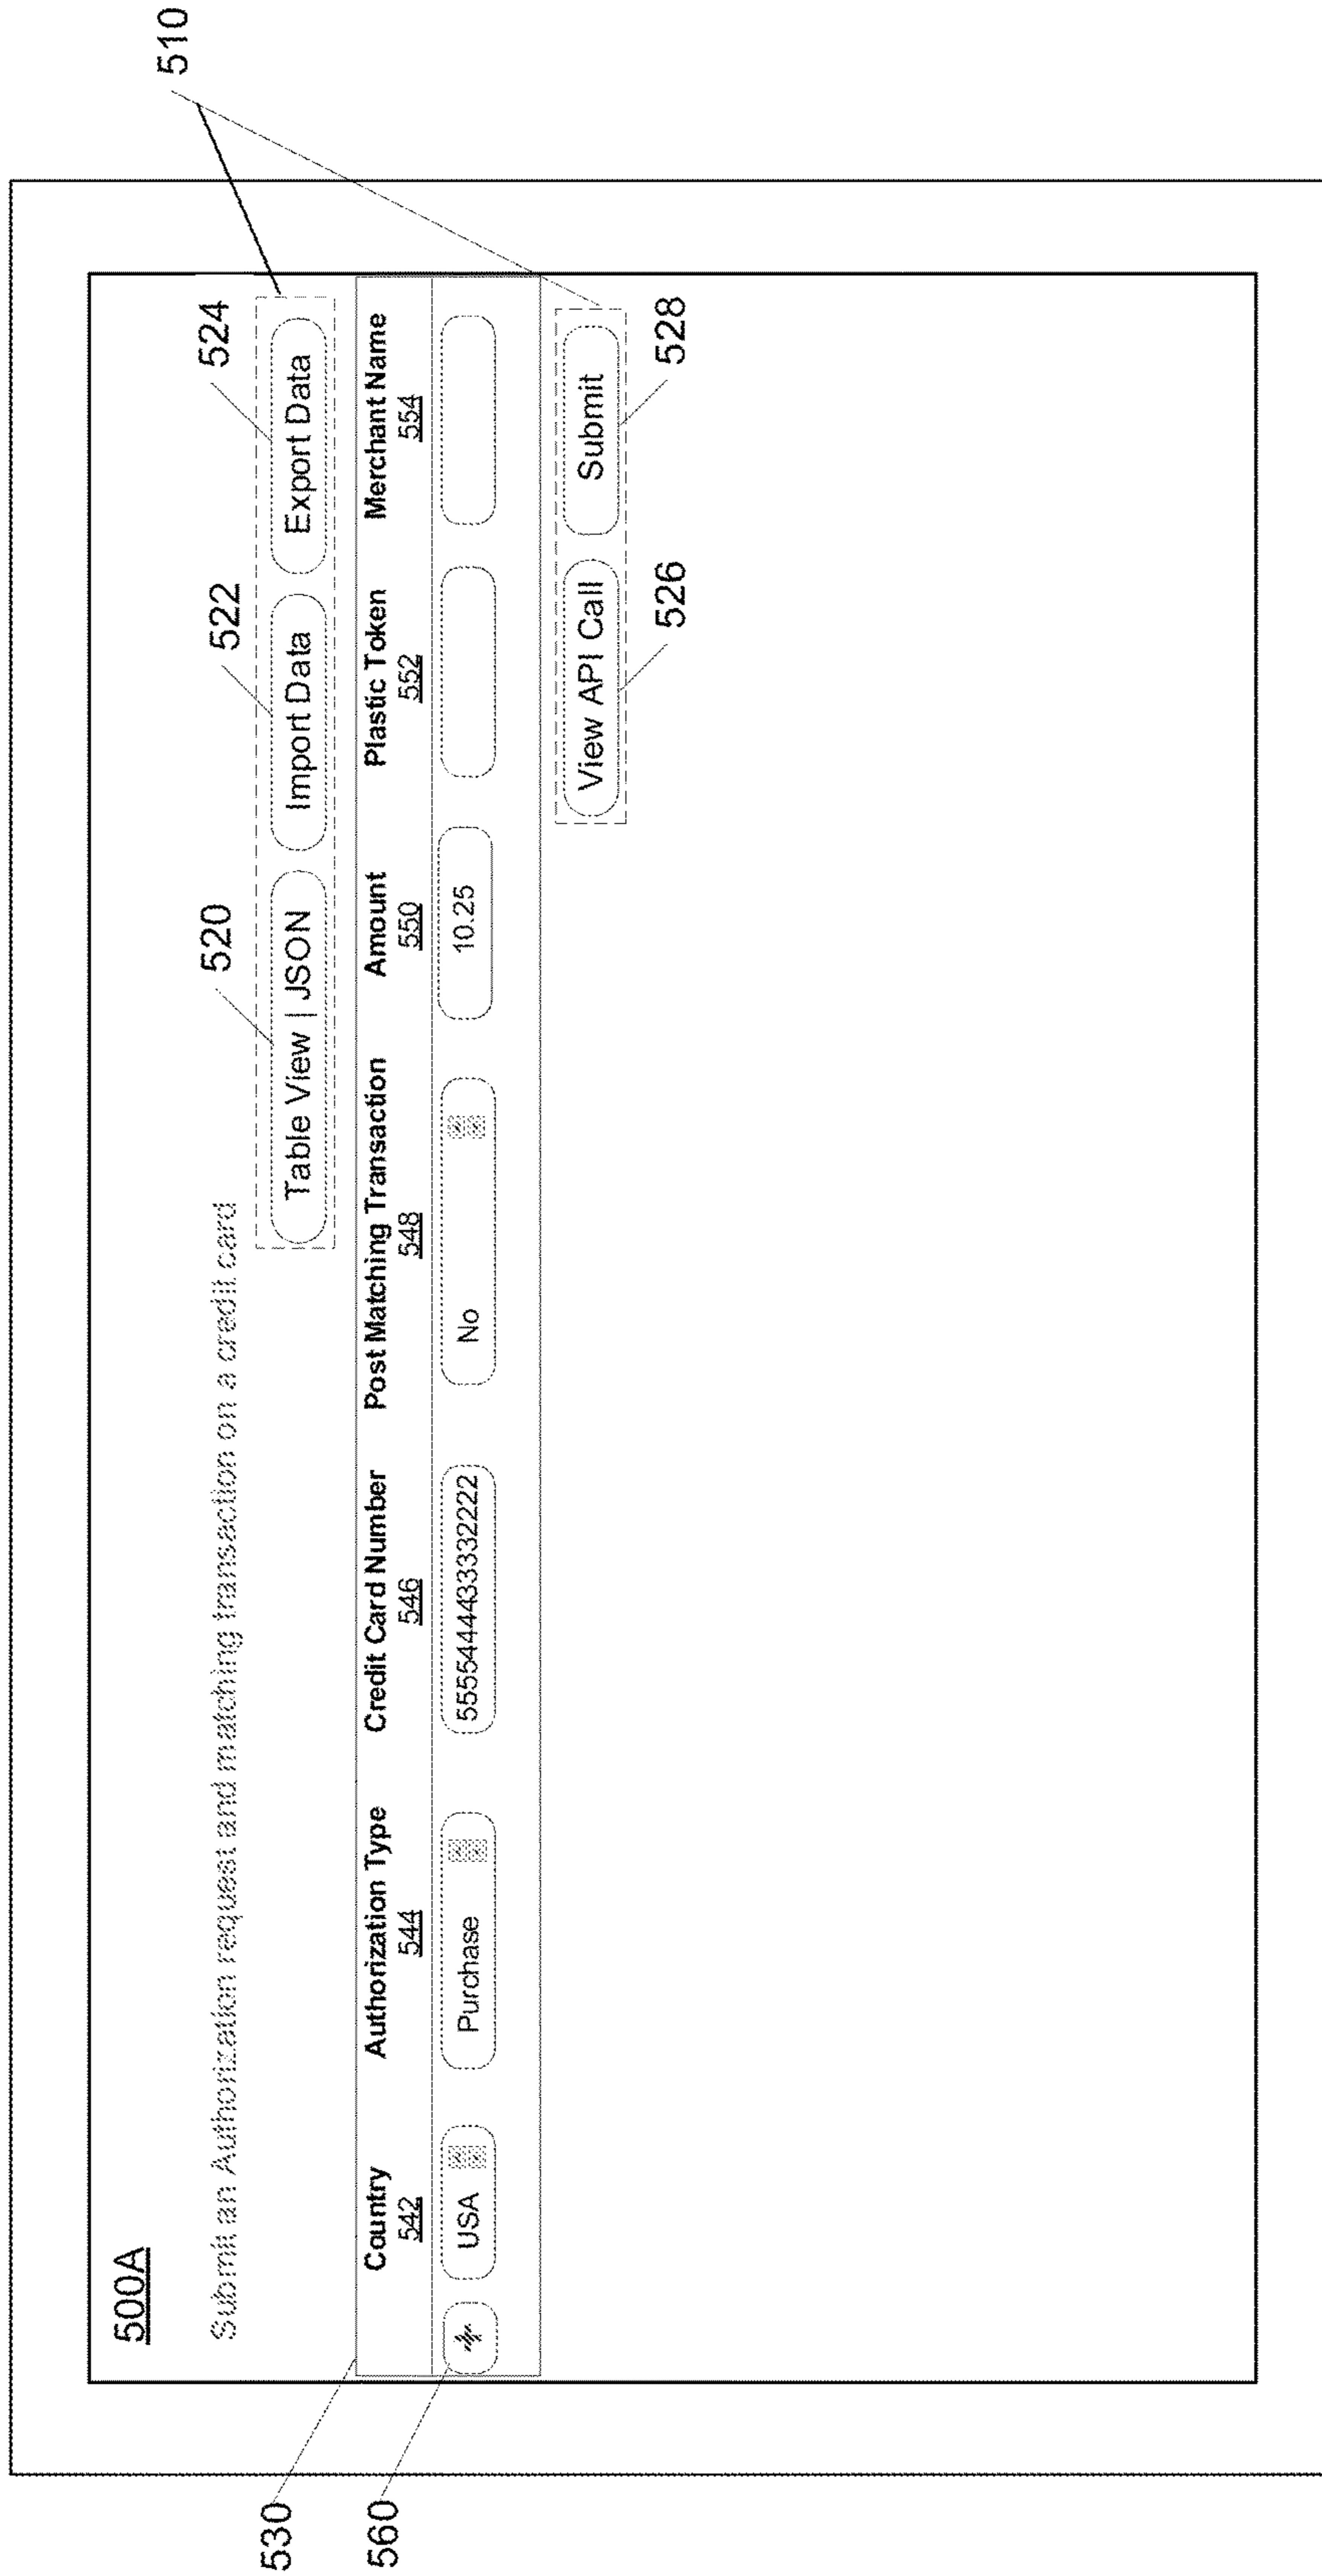 510
500A
Submit an Authorization request and matching transaction on a credit card
520
522
524
Table View | JSON
Import Data
Export Data
530
Country
Authorization Type
Credit Card Number
Post Matching Transaction
Amount
Plastic Token
Merchant Name
542
544
546
548
550
552
554
560
USA
Purchase
5555444433332222
No
10.25
View API Call
Submit
526
528